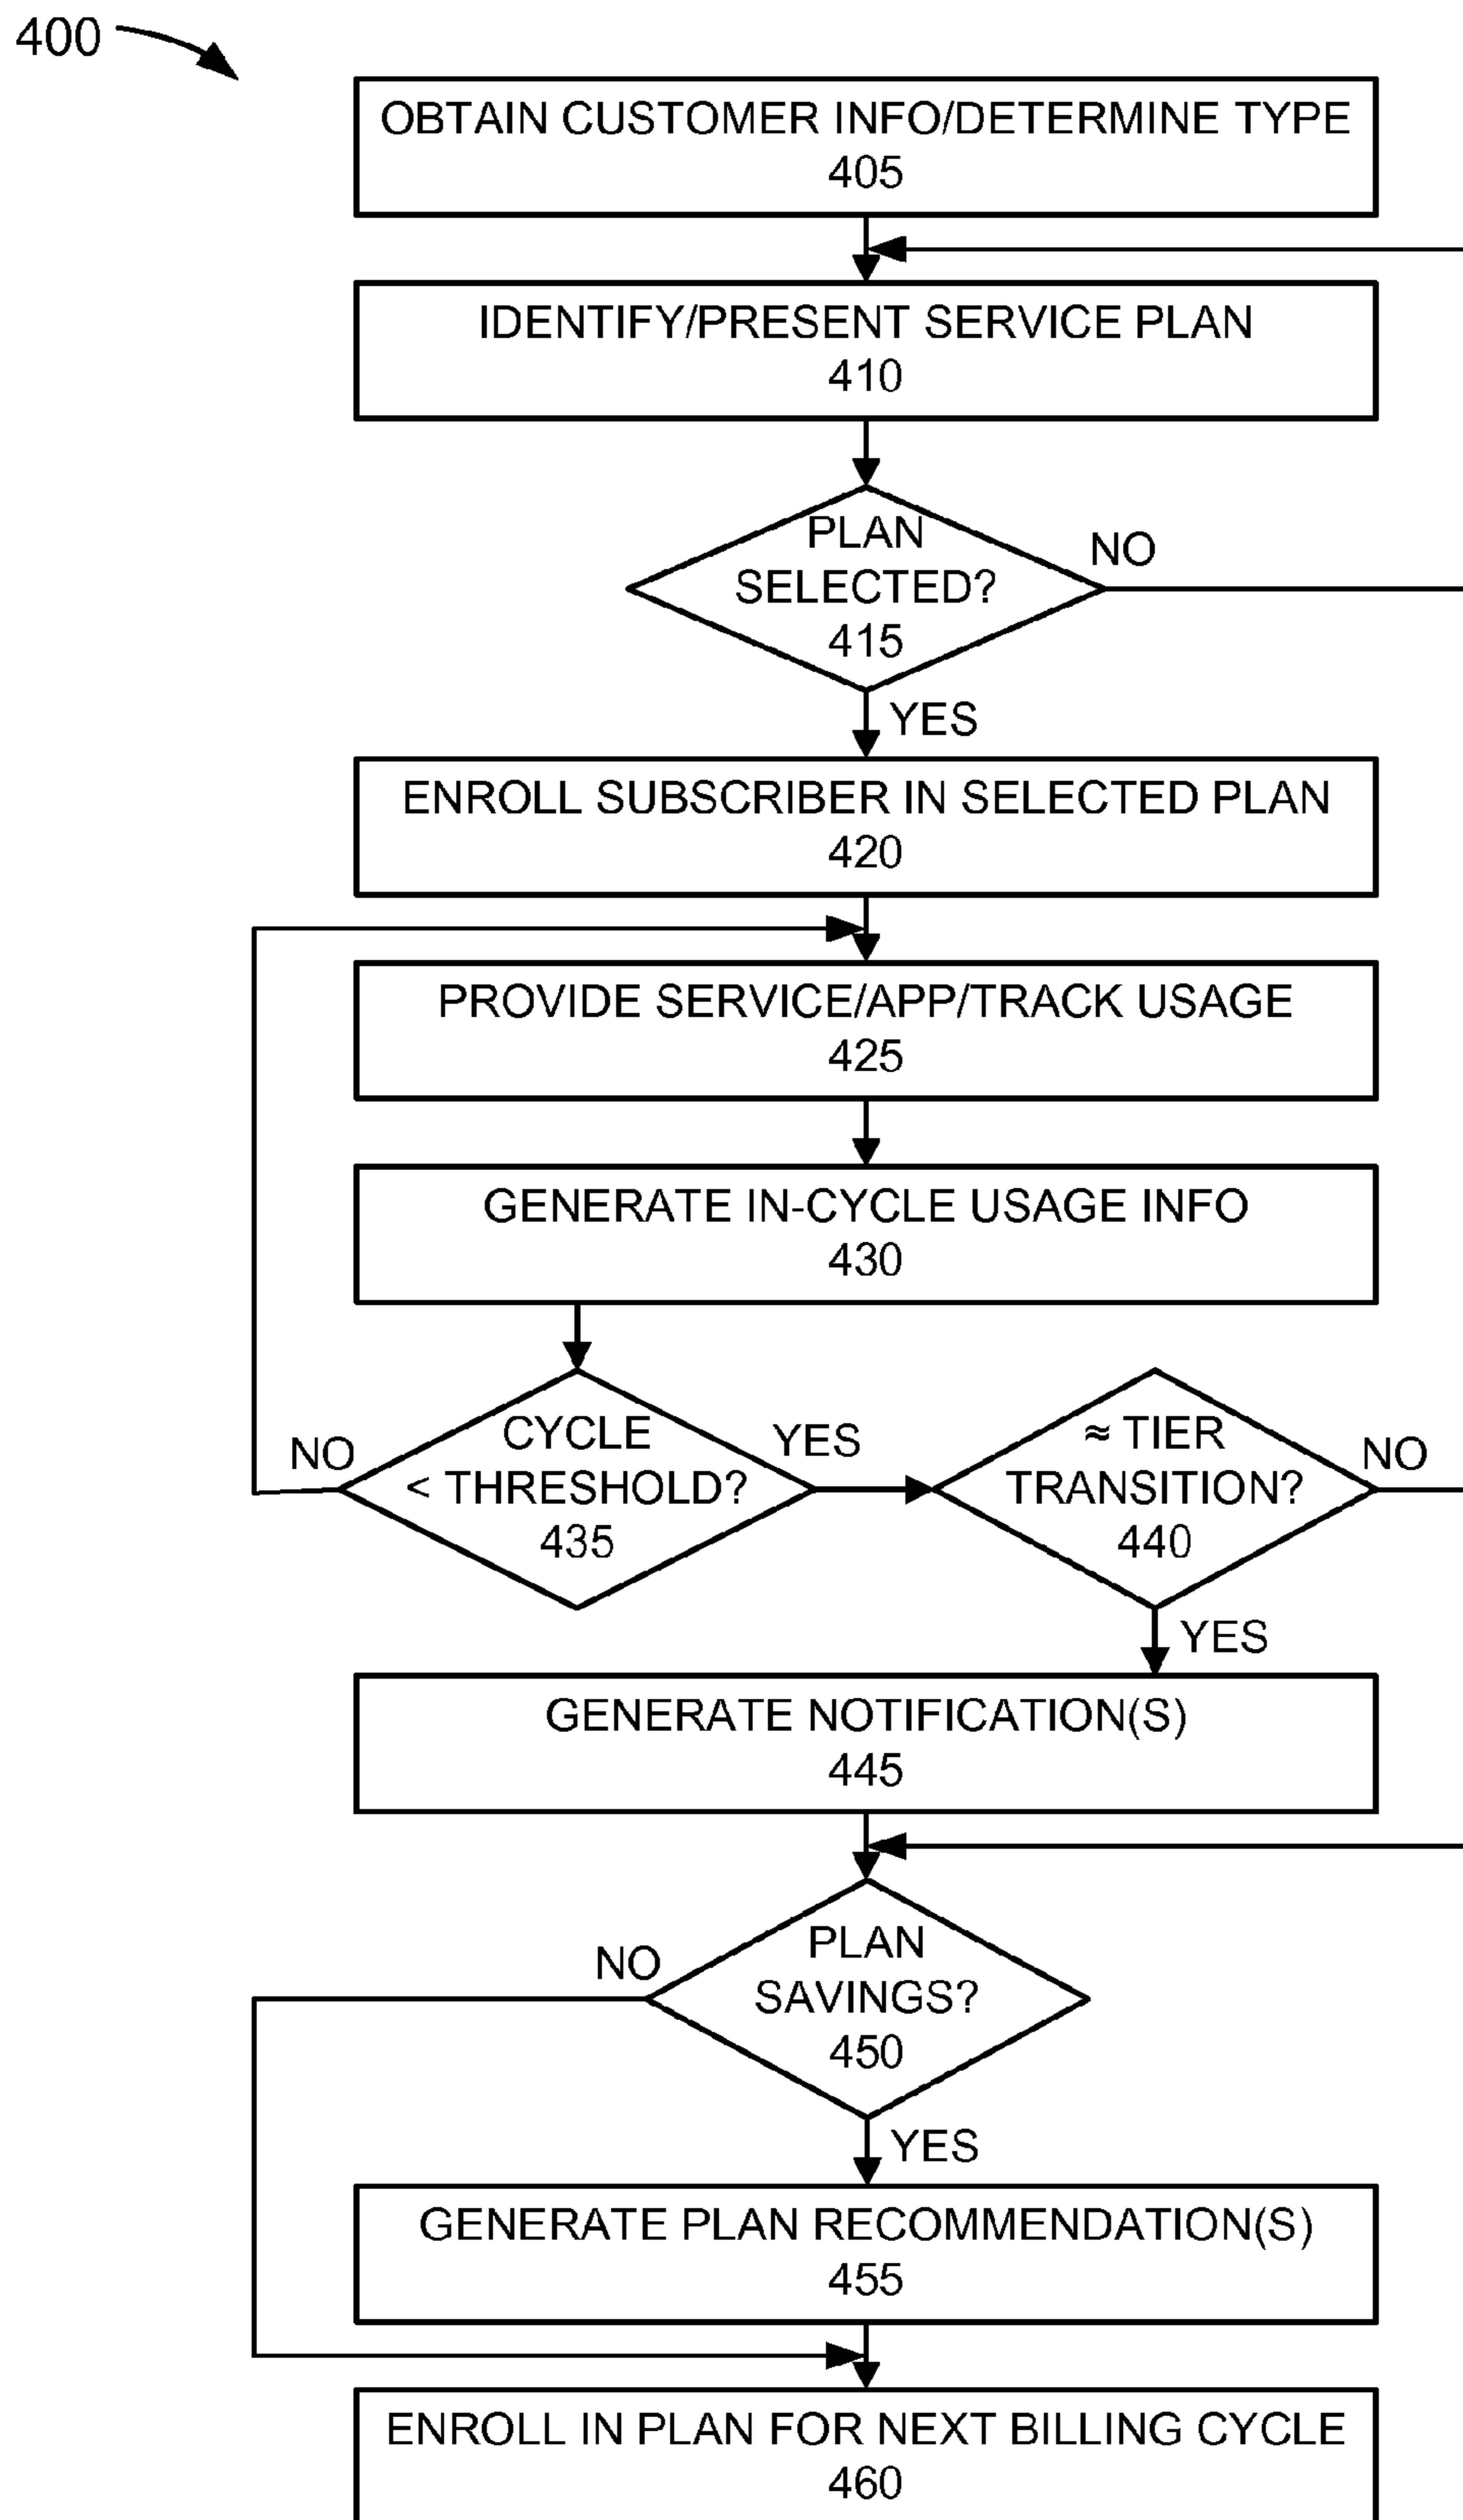 400
OBTAIN CUSTOMER INFO/DETERMINE TYPE
405
IDENTIFY/PRESENT SERVICE PLAN
410
PLAN
SELECTED?
415
NO
YES
ENROLL SUBSCRIBER IN SELECTED PLAN
420
PROVIDE SERVICE/APP/TRACK USAGE
425
GENERATE IN-CYCLE USAGE INFO
430
NO
CYCLE
< THRESHOLD?
435
YES
≈ TIER
TRANSITION?
440
NO
YES
GENERATE NOTIFICATION(S)
445
NO
PLAN
SAVINGS?
450
YES
GENERATE PLAN RECOMMENDATION(S)
455
ENROLL IN PLAN FOR NEXT BILLING CYCLE
460